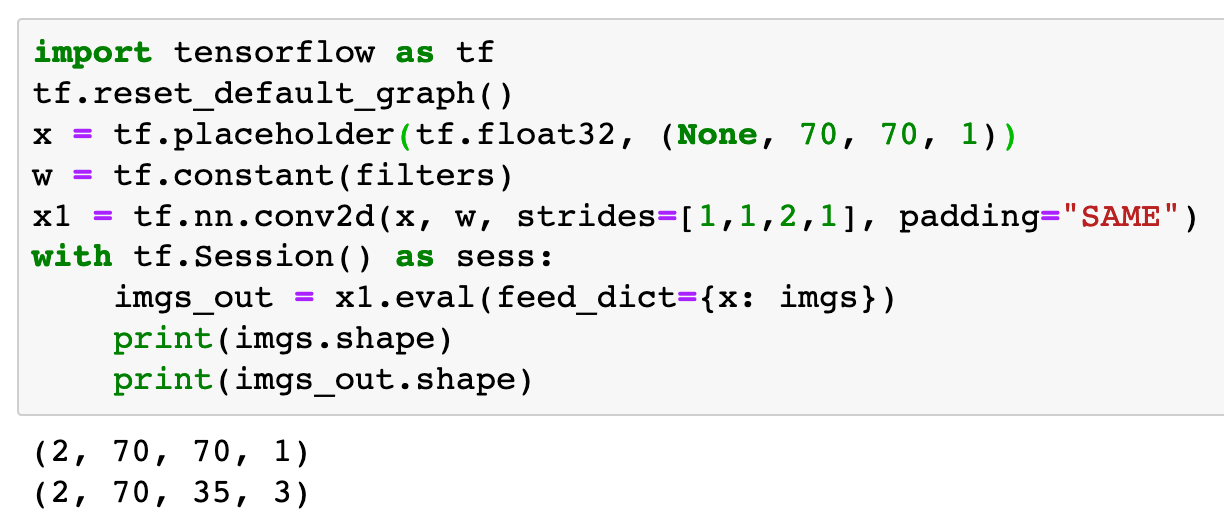 import tensorflow as tf
tf.reset_default_graph()
x = tf.placeholder(tf.float32, (None, 70, 70, 1))
w = tf.constant(filters)
x1 = tf.nn.conv2d(x, w, strides=[1,1,2,1], padding="SAME")
with tf.Session() as sess:
    imgs_out = x1.eval(feed_dict={x: imgs})
    print(imgs.shape)
    print(imgs_out.shape)
(2, 70, 70, 1)
(2, 70, 35, 3)